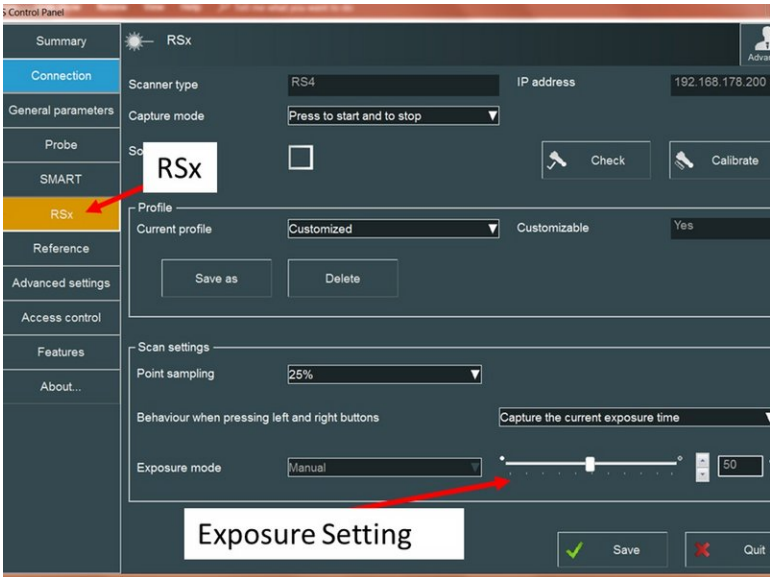 S Control Panel
Summary
RSx
Advan
Connection
Scanner type
RS4
IP address
192.168.178.200
General parameters
Capture mode
Press to start and to stop
Probe
So
Check
Calibrate
SMART
RSx
RSx
Profile
Current profile
Customized
Customizable
Yes
Reference
Advanced settings
Save as
Delete
Access control
Features
Scan settings
Point sampling
25%
About...
Behaviour when pressing left and right buttons
Capture the current exposure time
Exposure mode
Manual
50
Exposure Setting
Save
Quit